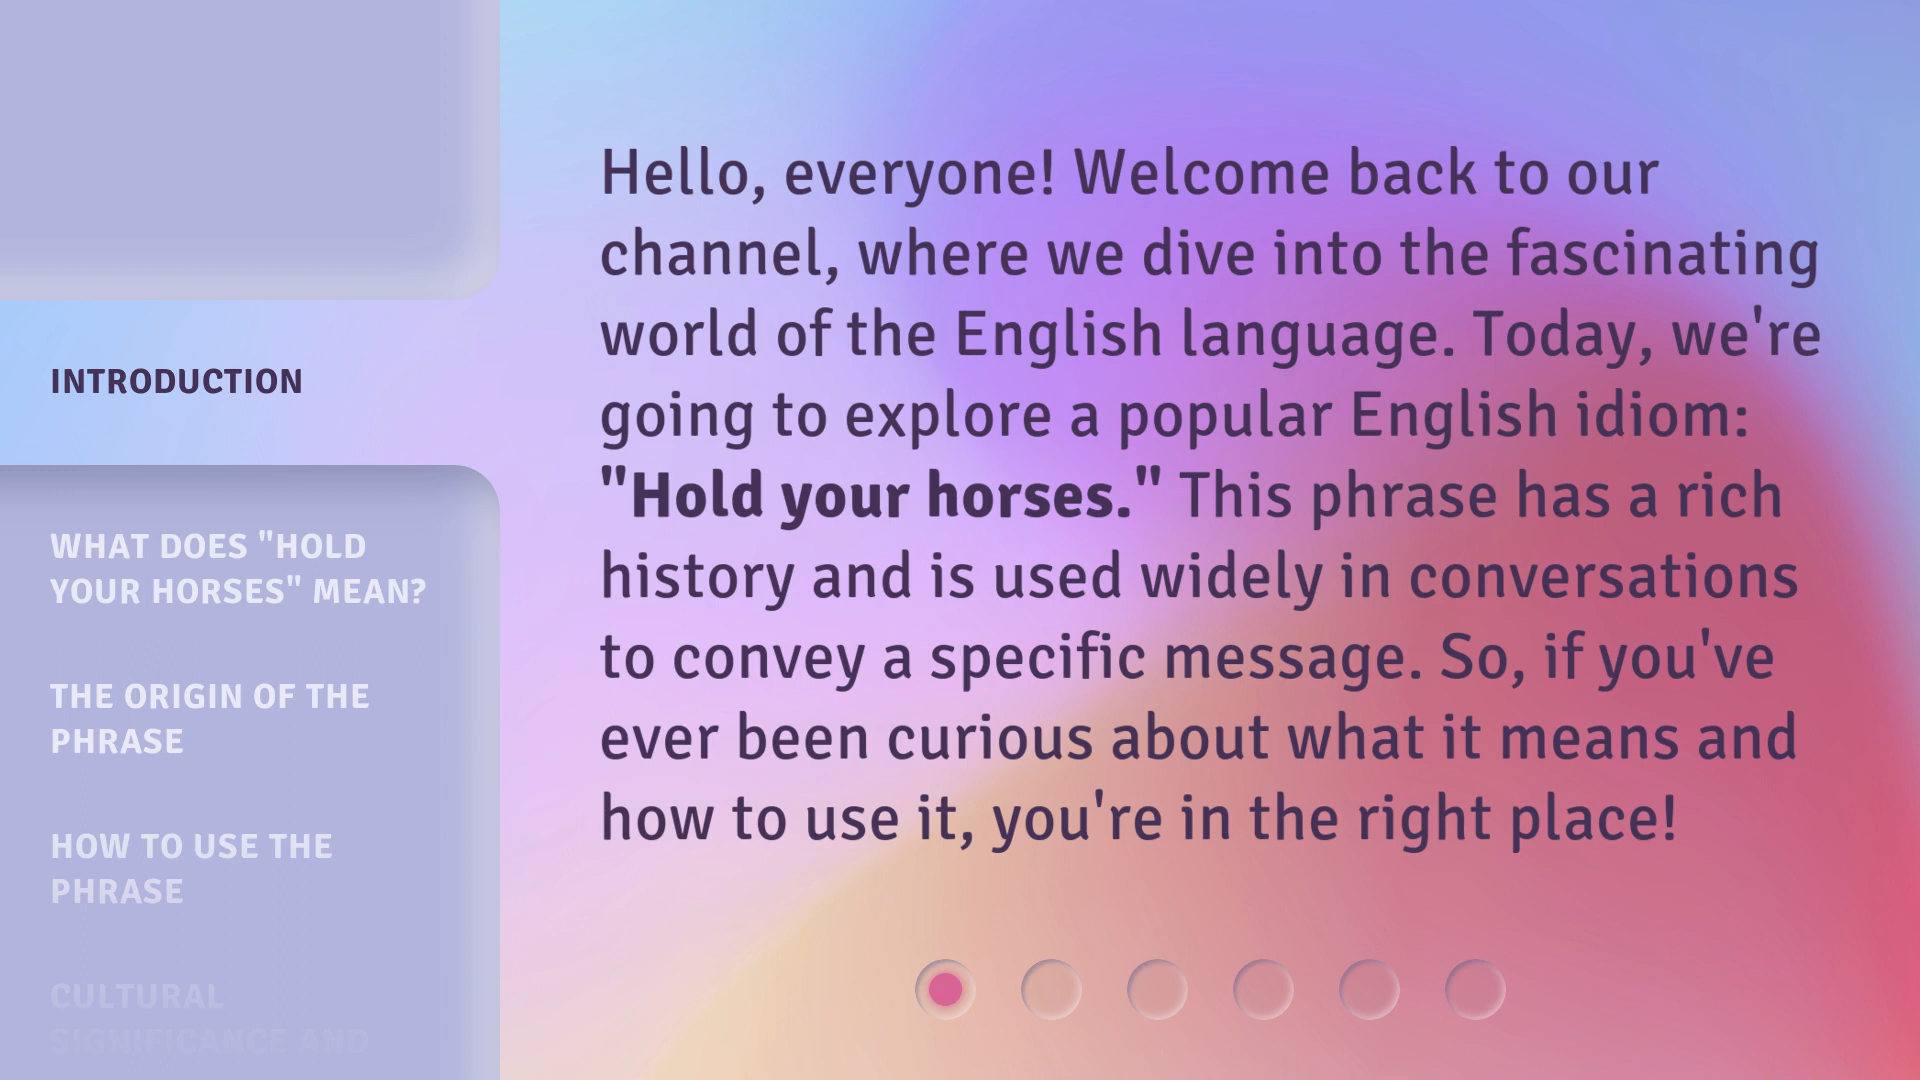 INTRODUCTION
WHAT DOES "HOLD
YOUR HORSES" MEAN?
THE ORIGIN OF THE
PHRASE
HOW TO USE THE
PHRASE
CULTURAL
SIGNIFICANCE AND
Hello, everyone! Welcome back to our
channel, where we dive into the fascinating
world of the English language. Today, we're
going to explore a popular English idiom:
"Hold your horses." This phrase has a rich
history and is used widely in conversations
to convey a specific message. So, if you've
ever been curious about what it means and
how to use it, you're in the right place!